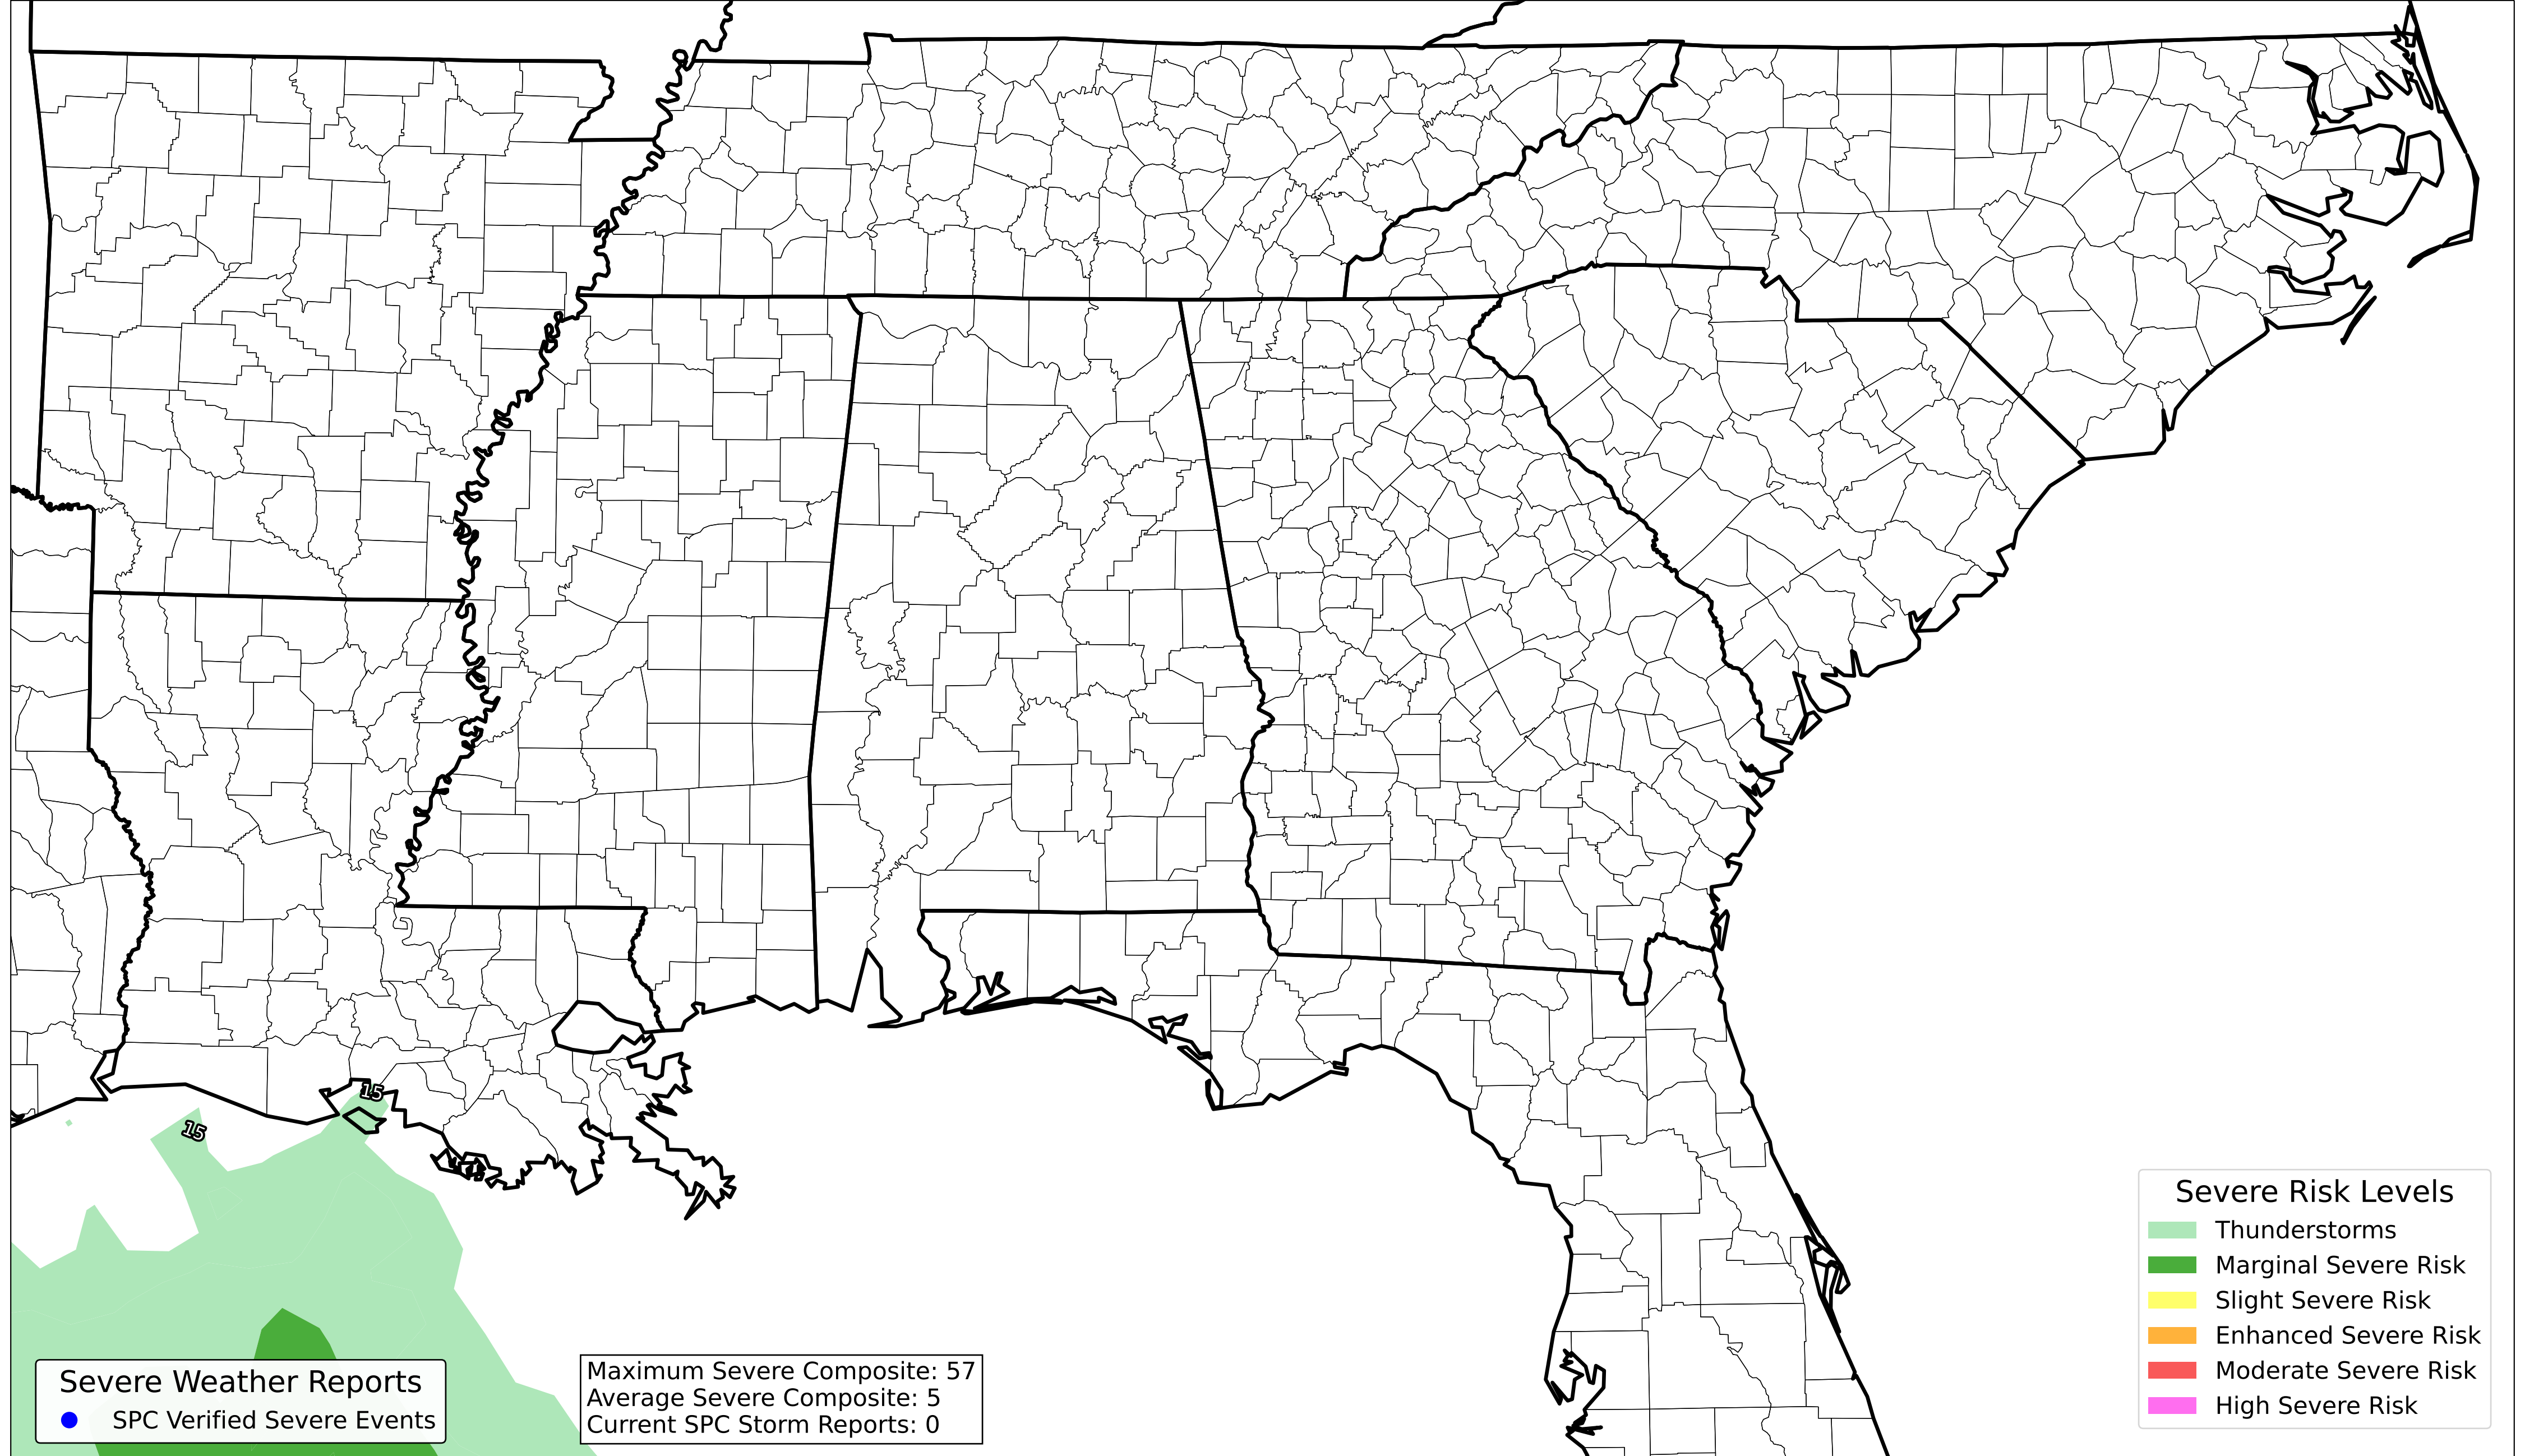 15
15
Severe Weather Reports
SPC Verified Severe Events
Maximum Severe Composite: 57
Average Severe Composite: 5
Current SPC Storm Reports: 0
Severe Risk Levels
Thunderstorms
Marginal Severe Risk
Slight Severe Risk
Enhanced Severe Risk
Moderate Severe Risk
High Severe Risk